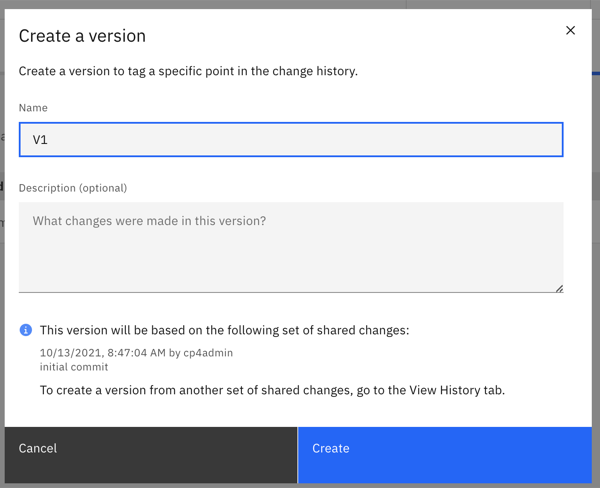 Create a version
Create a version to tag a specific point in the change history.
Name
V1
Description (optional)
What changes were made in this version?
This version will be based on the following set of shared changes:
10/13/2021, 8:47:04 AM by cp4admin
initial commit
To create a version from another set of shared changes, go to the View History tab.
Cancel
Create